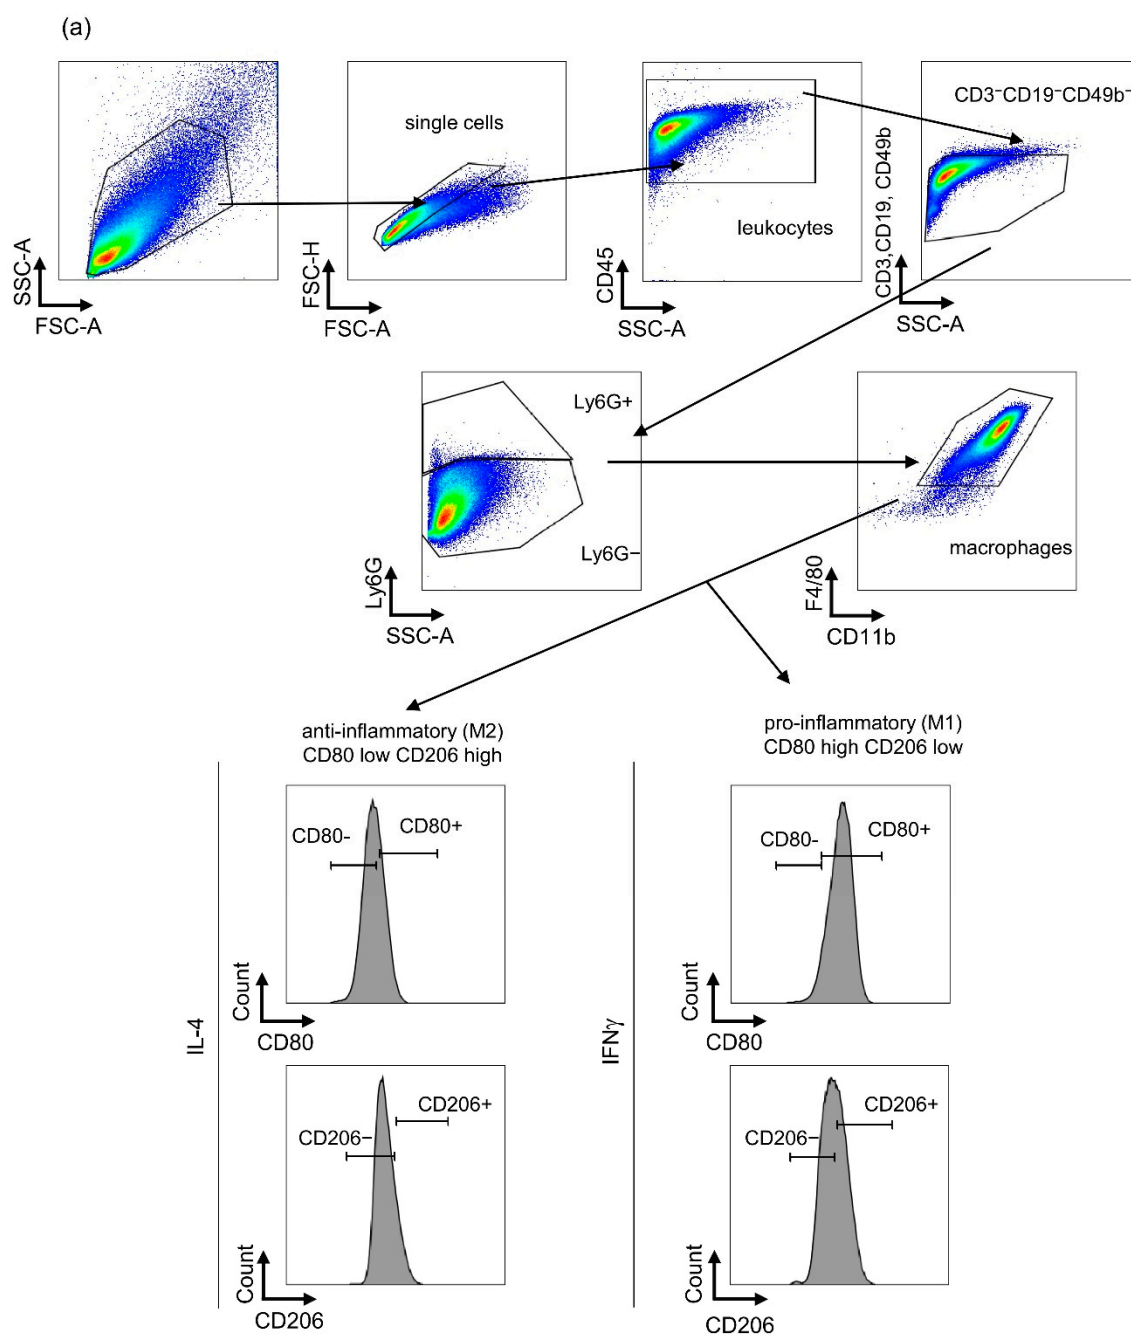 (a)
SSC-A
FSC-A
single cells
FSC-H
FSC-A
leukocytes
CD45
SSC-A
CD3⁻CD19⁻CD49b⁻
CD3,CD19, CD49b
SSC-A
Ly6G+
Ly6G−
Ly6G
SSC-A
macrophages
F4/80
CD11b
anti-inflammatory (M2)
CD80 low CD206 high
pro-inflammatory (M1)
CD80 high CD206 low
IL-4
CD80-
CD80+
Count
CD80
CD206−
CD206+
Count
CD206
IFNγ
CD80-
CD80+
Count
CD80
CD206−
CD206+
Count
CD206